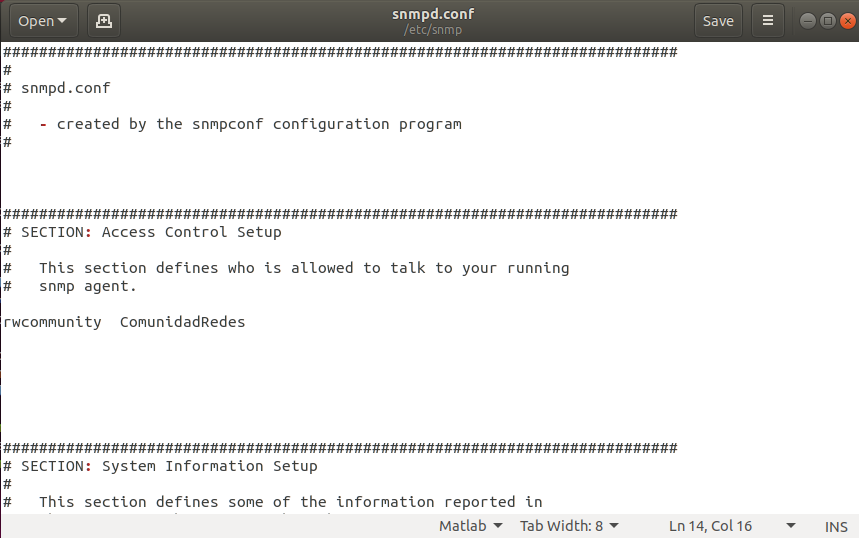 Open
snmpd.conf
/etc/snmp
Save
###########################################################################
#
# snmpd.conf
#
#   - created by the snmpconf configuration program
#
###########################################################################
# SECTION: Access Control Setup
#
#   This section defines who is allowed to talk to your running
#   snmp agent.
rwcommunity  ComunidadRedes
###########################################################################
# SECTION: System Information Setup
#
#   This section defines some of the information reported in
Matlab Tab Width: 8 Ln 14, Col 16 INS